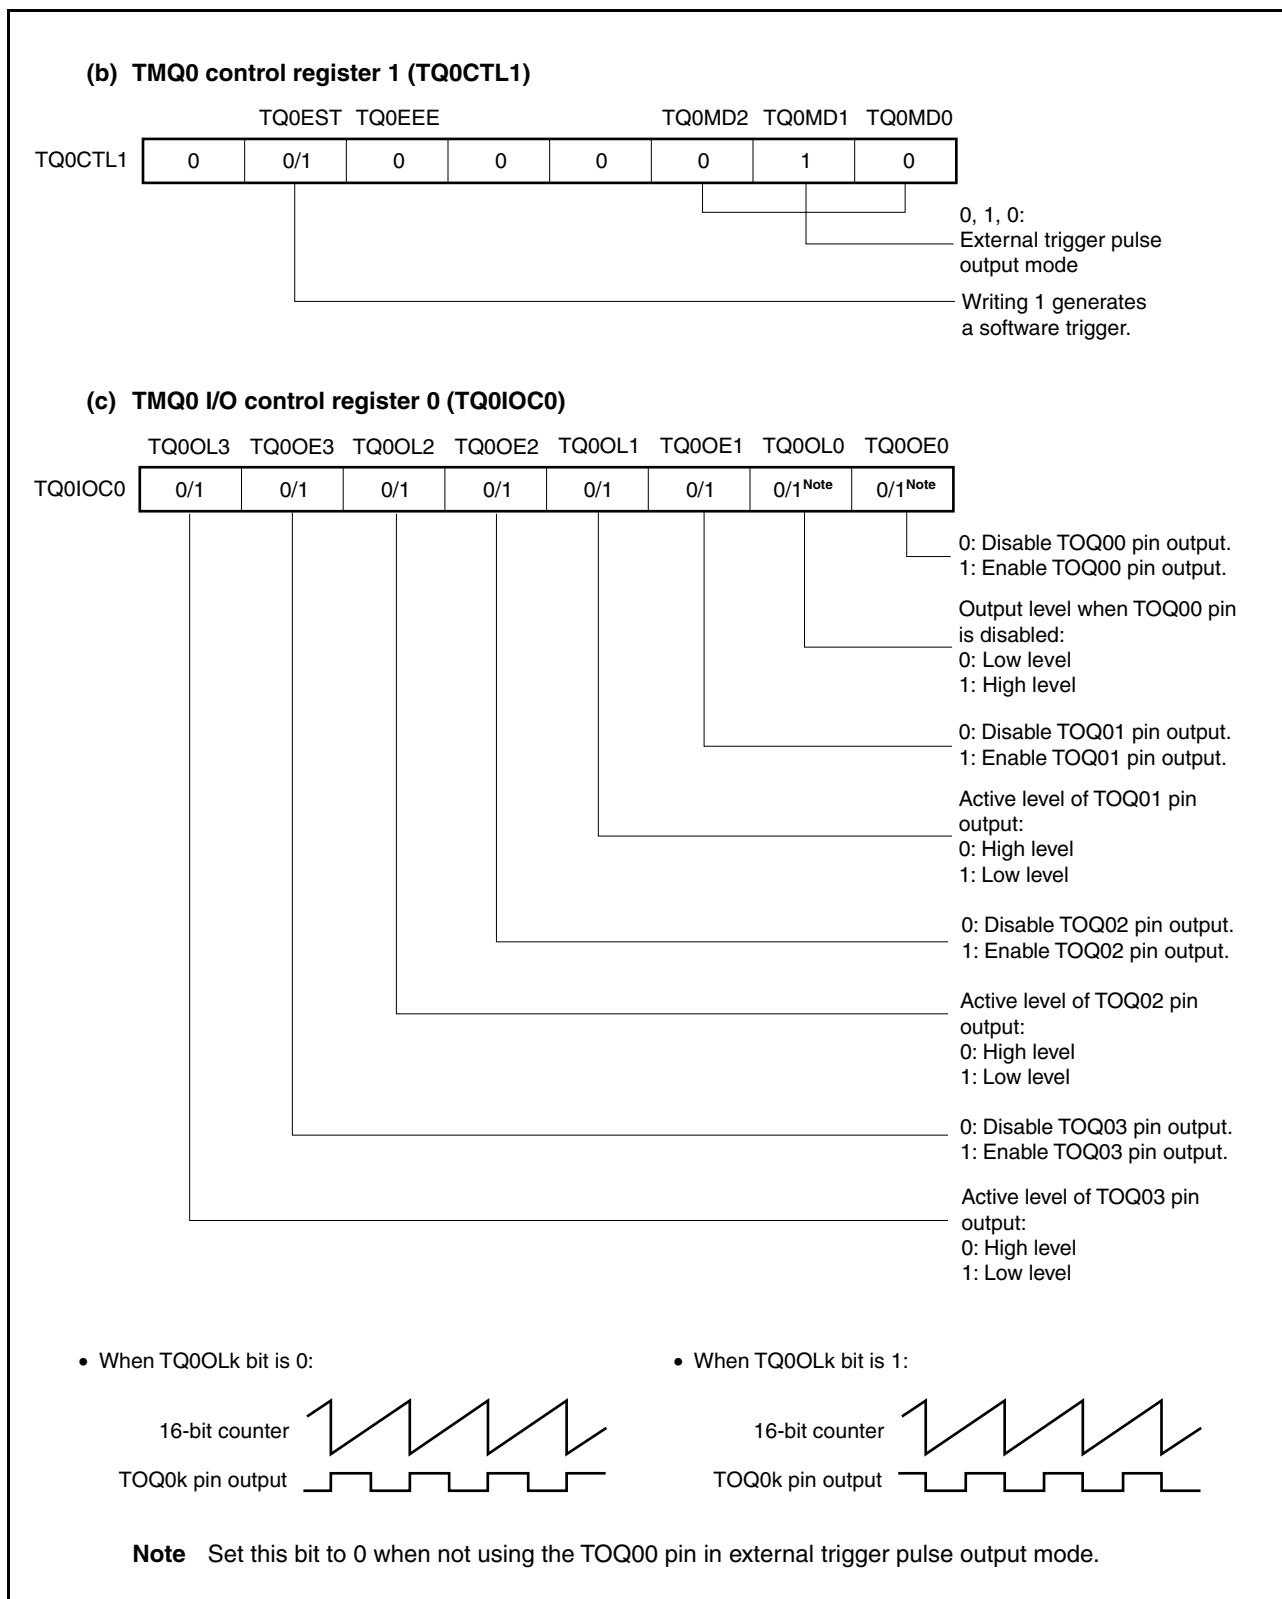 (b) TMQ0 control register 1 (TQ0CTL1)
TQ0EST TQ0EEE TQ0MD2 TQ0MD1 TQ0MD0
TQ0CTL1 0 0/1 0 0 0 0 1 0
0, 1, 0:
External trigger pulse
output mode
Writing 1 generates
a software trigger.
(c) TMQ0 I/O control register 0 (TQ0IOC0)
TQ0OL3 TQ0OE3 TQ0OL2 TQ0OE2 TQ0OL1 TQ0OE1 TQ0OL0 TQ0OE0
TQ0IOC0 0/1 0/1 0/1 0/1 0/1 0/1 0/1Note 0/1Note
0: Disable TOQ00 pin output.
1: Enable TOQ00 pin output.
Output level when TOQ00 pin
is disabled:
0: Low level
1: High level
0: Disable TOQ01 pin output.
1: Enable TOQ01 pin output.
Active level of TOQ01 pin
output:
0: High level
1: Low level
0: Disable TOQ02 pin output.
1: Enable TOQ02 pin output.
Active level of TOQ02 pin
output:
0: High level
1: Low level
0: Disable TOQ03 pin output.
1: Enable TOQ03 pin output.
Active level of TOQ03 pin
output:
0: High level
1: Low level
• When TQ0OLk bit is 0:
16-bit counter
TOQ0k pin output
• When TQ0OLk bit is 1:
16-bit counter
TOQ0k pin output
Note Set this bit to 0 when not using the TOQ00 pin in external trigger pulse output mode.